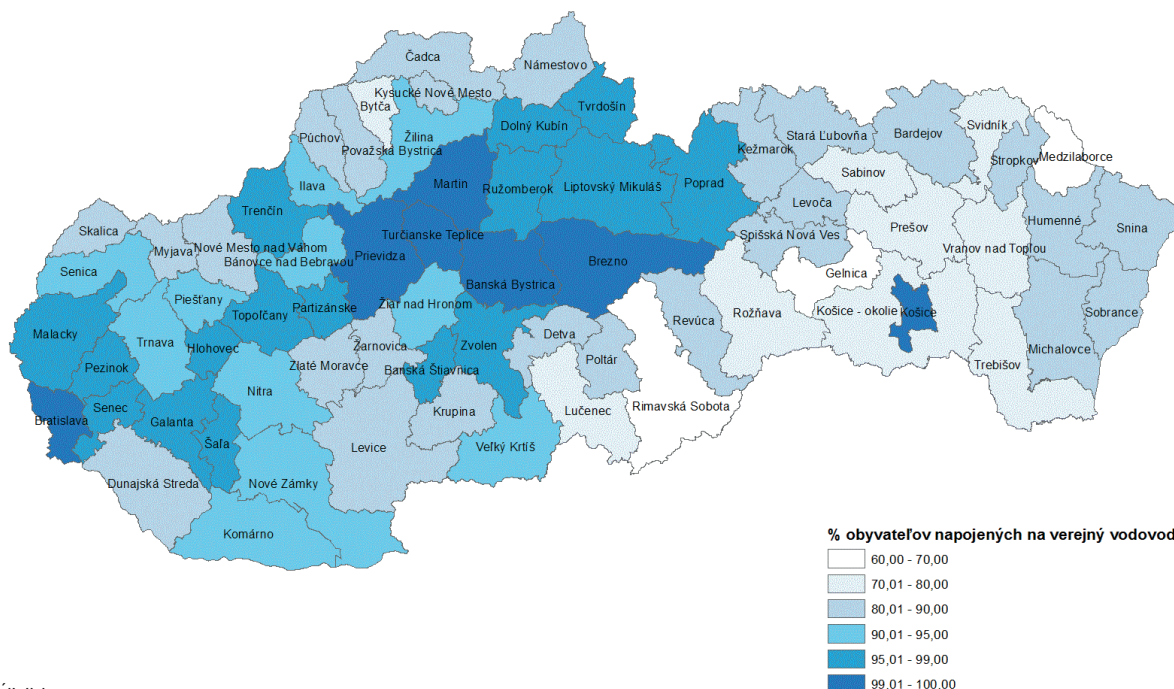 Čadca
Námestovo
Kysucké Nové Mesto
Bytča
Tvrdošín
Dolný Kubín
Púchov
Žilina
Považská Bystrica
Svidník
Bardejov
Stará Ľubovňa
Medzilaborce
Kežmarok
Stropkov
Sabinov
Ilava
Martin
Ružomberok
Liptovský Mikuláš
Poprad
Levoča
Trenčín
Humenné
Snina
Prešov
Skalica
Turčianske Teplice
Spišská Nová Ves
Myjava
Nové Mesto nad Váhom
Vranov nad Topľou
Prievidza
Bánovce nad Bebravou
Brezno
Senica
Gelnica
Banská Bystrica
Piešťany
Žiar nad Hronom
Partizánske
Topoľčany
Košice - okolie
Košice
Rožňava
Sobrance
Revúca
Malacky
Trnava
Hlohovec
Detva
Žarnovica
Zvolen
Michalovce
Poltár
Zlaté Moravce
Pezinok
Banská Štiavnica
Trebišov
Nitra
Rimavská Sobota
Senec
Krupina
Lučenec
Bratislava
Galanta
Šaľa
Levice
Veľký Krtíš
Dunajská Streda
Nové Zámky
Komárno
% obyvateľov napojených na verejný vodovod
60,00 - 70,00
70,01 - 80,00
80,01 - 90,00
90,01 - 95,00
95,01 - 99,00
99,01 - 100,00